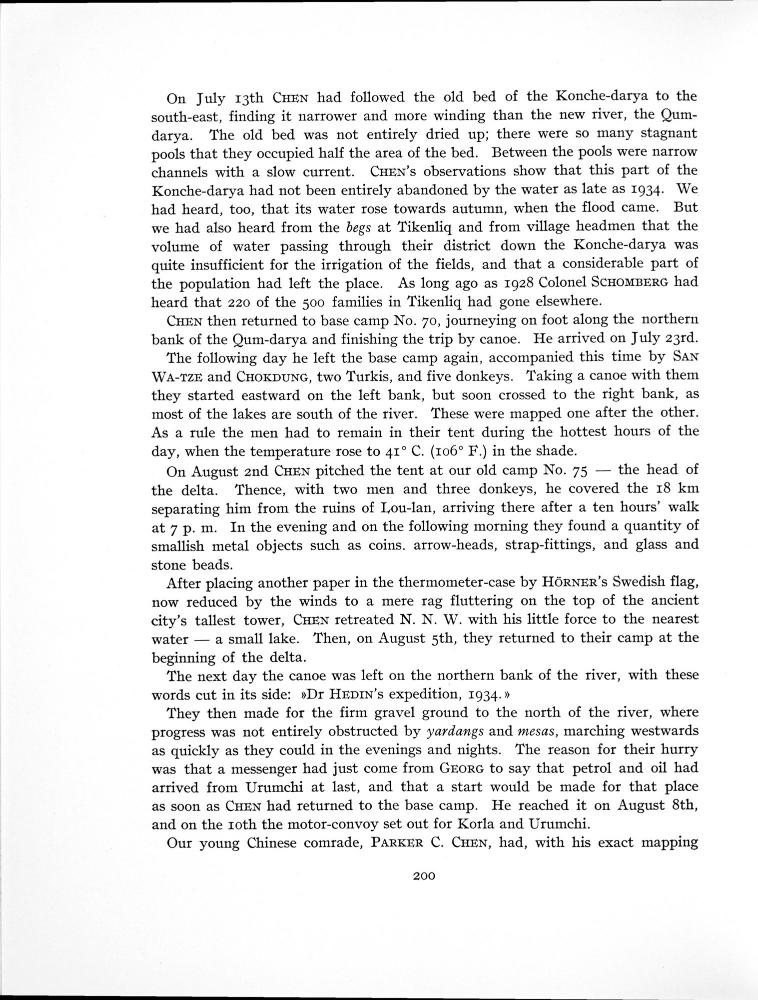 On July 13th CHEN had followed the old bed of the Konche-darya to the
south-east, finding it narrower and more winding than the new river, the Qum-
darya. The old bed was not entirely dried up; there were so many stagnant
pools that they occupied half the area of the bed. Between the pools were narrow
channels with a slow current. CHEN's observations show that this part of the
Konche-darya had not been entirely abandoned by the water as late as 1934. We
had heard, too, that its water rose towards autumn, when the flood came. But
we had also heard from the begs at Tikenliq and from village headmen that the
volume of water passing through their district down the Konche-darya was
quite insufficient for the irrigation of the fields, and that a considerable part of
the population had left the place. As long ago as 1928 Colonel SCHOMBERG had
heard that 220 of the 500 families in Tikenliq had gone elsewhere.
CHEN then returned to base camp No. 70, journeying on foot along the northern
bank of the Qum-darya and finishing the trip by canoe. He arrived on July 23rd.
The following day he left the base camp again, accompanied this time by SAN
WA-TZE and CHOKDUNG, two Turkis, and five donkeys. Taking a canoe with them
they started eastward on the left bank, but soon crossed to the right bank, as
most of the lakes are south of the river. These were mapped one after the other.
As a rule the men had to remain in their tent during the hottest hours of the
day, when the temperature rose to 41° C. (106° F.) in the shade.
On August 2nd CHEN pitched the tent at our old camp No. 75 — the head of
the delta. Thence, with two men and three donkeys, he covered the 18 km
separating him from the ruins of Lou-lan, arriving there after a ten hours' walk
at 7 p. m. In the evening and on the following morning they found a quantity of
smallish metal objects such as coins. arrow-heads, strap-fittings, and glass and
stone beads.
After placing another paper in the thermometer-case by HÖRNER's Swedish flag,
now reduced by the winds to a mere rag fluttering on the top of the ancient
city's tallest tower, CHEN retreated N. N. W. with his little force to the nearest
water — a small lake. Then, on August 5th, they returned to their camp at the
beginning of the delta.
The next day the canoe was left on the northern bank of the river, with these
words cut in its side: »Dr HEDIN's expedition, 1934.»
They then made for the firm gravel ground to the north of the river, where
progress was not entirely obstructed by yardangs and mesas, marching westwards
as quickly as they could in the evenings and nights. The reason for their hurry
was that a messenger had just come from GEORG to say that petrol and oil had
arrived from Urumchi at last, and that a start would be made for that place
as soon as CHEN had returned to the base camp. He reached it on August 8th,
and on the 10th the motor-convoy set out for Korla and Urumchi.
Our young Chinese comrade, PARKER C. CHEN, had, with his exact mapping
200